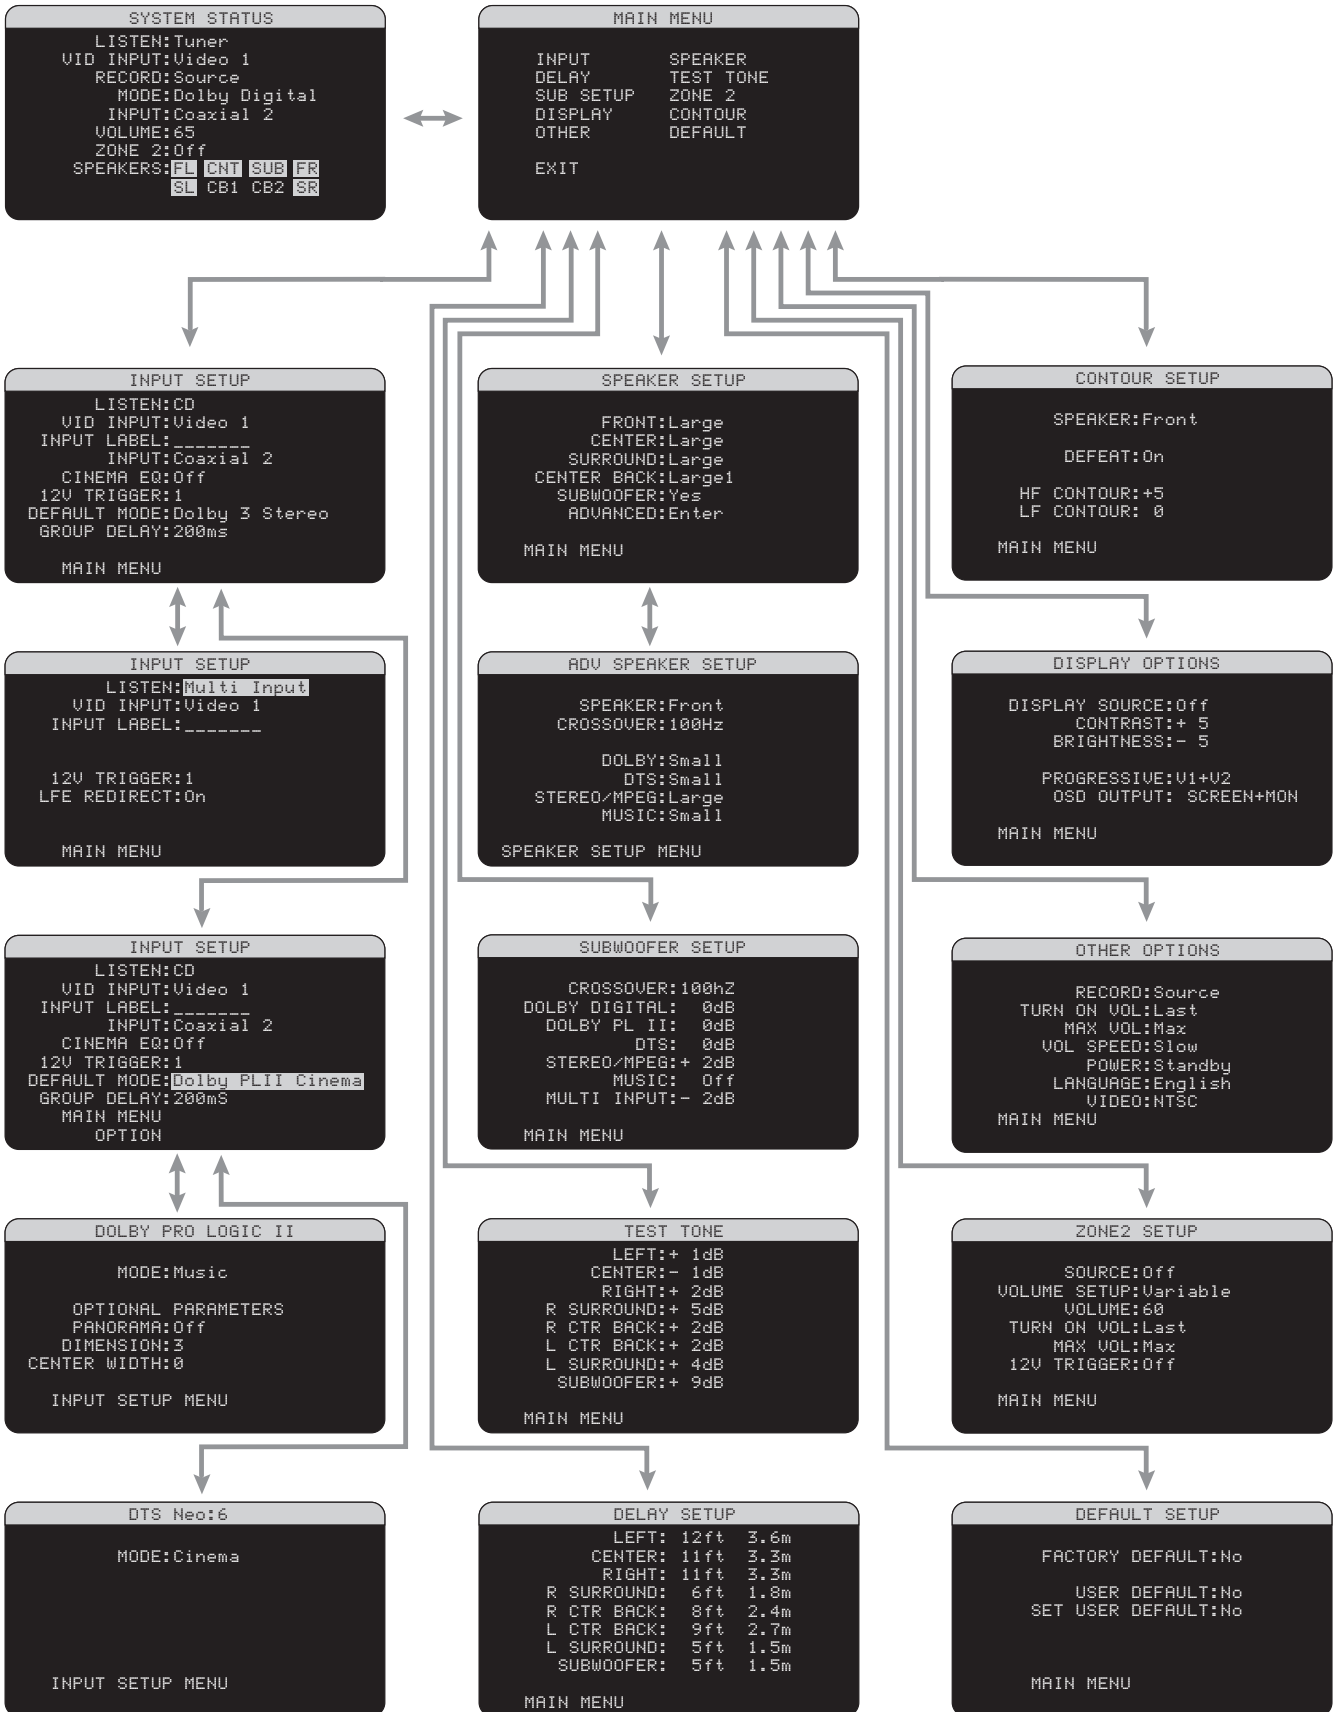 SYSTEM STATUS
LISTEN:Tuner
VID INPUT:Video 1
RECORD:Source
MODE:Dolby Digital
INPUT:Coaxial 2
VOLUME:65
ZONE 2:Off
SPEAKERS:FL CNT SUB FR
SL CB1 CB2 SR
MAIN MENU
INPUT SPEAKER
DELAY TEST TONE
SUB SETUP ZONE 2
DISPLAY CONTOUR
OTHER DEFAULT
EXIT
INPUT SETUP
LISTEN:CD
VID INPUT:Video 1
INPUT LABEL:_______
INPUT:Coaxial 2
CINEMA EQ:Off
12V TRIGGER:1
DEFAULT MODE:Dolby 3 Stereo
GROUP DELAY:200ms
MAIN MENU
SPEAKER SETUP
FRONT:Large
CENTER:Large
SURROUND:Large
CENTER BACK:Large1
SUBWOOFER:Yes
ADVANCED:Enter
MAIN MENU
CONTOUR SETUP
SPEAKER:Front
DEFEAT:On
HF CONTOUR:+5
LF CONTOUR: 0
MAIN MENU
INPUT SETUP
LISTEN:Multi Input
VID INPUT:Video 1
INPUT LABEL:_______
12V TRIGGER:1
LFE REDIRECT:On
MAIN MENU
ADV SPEAKER SETUP
SPEAKER:Front
CROSSOVER:100Hz
DOLBY:Small
DTS:Small
STEREO/MPEG:Large
MUSIC:Small
SPEAKER SETUP MENU
DISPLAY OPTIONS
DISPLAY SOURCE:Off
CONTRAST:+ 5
BRIGHTNESS:- 5
PROGRESSIVE:V1+V2
OSD OUTPUT: SCREEN+MON
MAIN MENU
INPUT SETUP
LISTEN:CD
VID INPUT:Video 1
INPUT LABEL:_______
INPUT:Coaxial 2
CINEMA EQ:Off
12V TRIGGER:1
DEFAULT MODE:Dolby PLII Cinema
GROUP DELAY:200mS
MAIN MENU
OPTION
SUBWOOFER SETUP
CROSSOVER:100hZ
DOLBY DIGITAL: 0dB
DOLBY PL II: 0dB
DTS: 0dB
STEREO/MPEG:+ 2dB
MUSIC: Off
MULTI INPUT:- 2dB
MAIN MENU
OTHER OPTIONS
RECORD:Source
TURN ON VOL:Last
MAX VOL:Max
VOL SPEED:Slow
POWER:Standby
LANGUAGE:English
VIDEO:NTSC
MAIN MENU
DOLBY PRO LOGIC II
MODE:Music
OPTIONAL PARAMETERS
PANORAMA:Off
DIMENSION:3
CENTER WIDTH:0
INPUT SETUP MENU
TEST TONE
LEFT:+ 1dB
CENTER:- 1dB
RIGHT:+ 2dB
R SURROUND:+ 5dB
R CTR BACK:+ 2dB
L CTR BACK:+ 2dB
L SURROUND:+ 4dB
SUBWOOFER:+ 9dB
MAIN MENU
ZONE2 SETUP
SOURCE:Off
VOLUME SETUP:Variable
VOLUME:60
TURN ON VOL:Last
MAX VOL:Max
12V TRIGGER:Off
MAIN MENU
DTS Neo:6
MODE:Cinema
INPUT SETUP MENU
DELAY SETUP
LEFT: 12ft 3.6m
CENTER: 11ft 3.3m
RIGHT: 11ft 3.3m
R SURROUND: 6ft 1.8m
R CTR BACK: 8ft 2.4m
L CTR BACK: 9ft 2.7m
L SURROUND: 5ft 1.5m
SUBWOOFER: 5ft 1.5m
MAIN MENU
DEFAULT SETUP
FACTORY DEFAULT:No
USER DEFAULT:No
SET USER DEFAULT:No
MAIN MENU